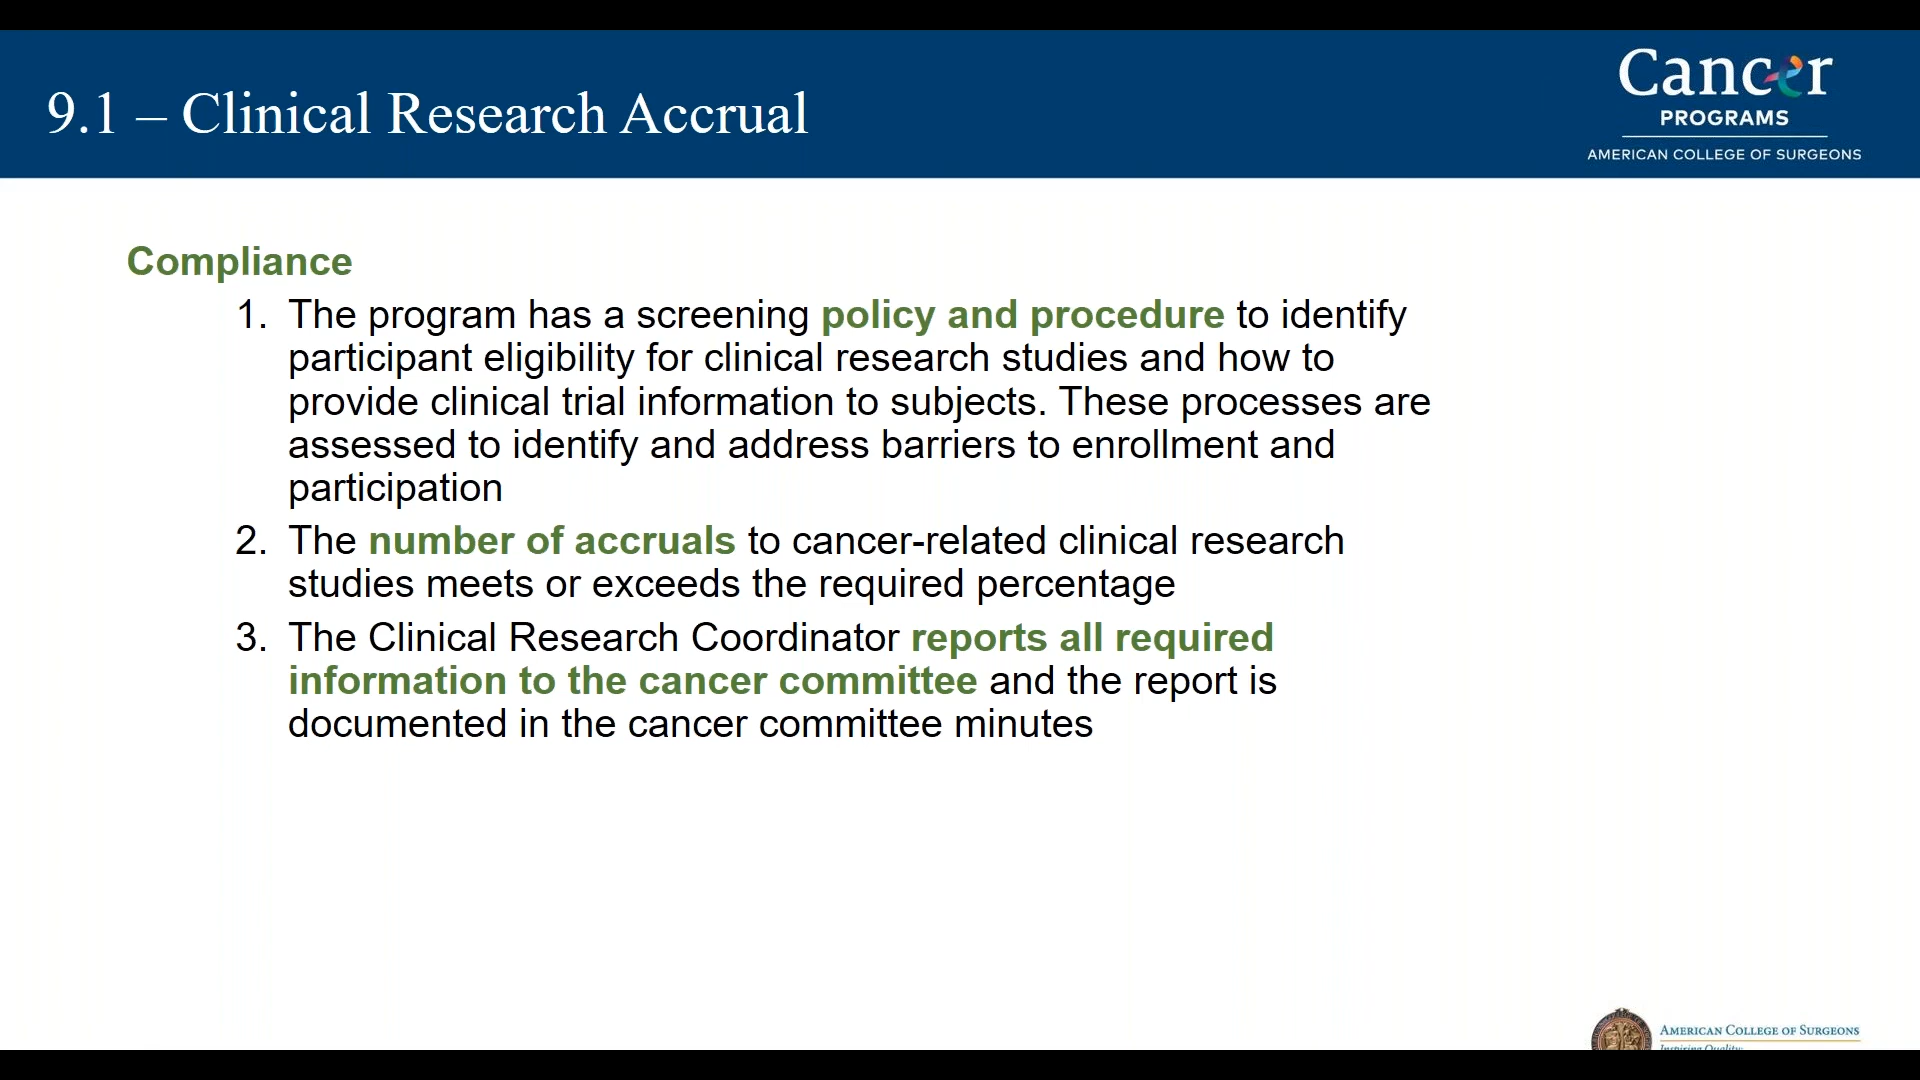 9.1 – Clinical Research Accrual
Cancer
PROGRAMS
AMERICAN COLLEGE OF SURGEONS
Compliance
1. The program has a screening policy and procedure to identify
participant eligibility for clinical research studies and how to
provide clinical trial information to subjects. These processes are
assessed to identify and address barriers to enrollment and
participation
2. The number of accruals to cancer-related clinical research
studies meets or exceeds the required percentage
3. The Clinical Research Coordinator reports all required
information to the cancer committee and the report is
documented in the cancer committee minutes
AMERICAN COLLEGE OF SURGEONS
Inspiring Quality: